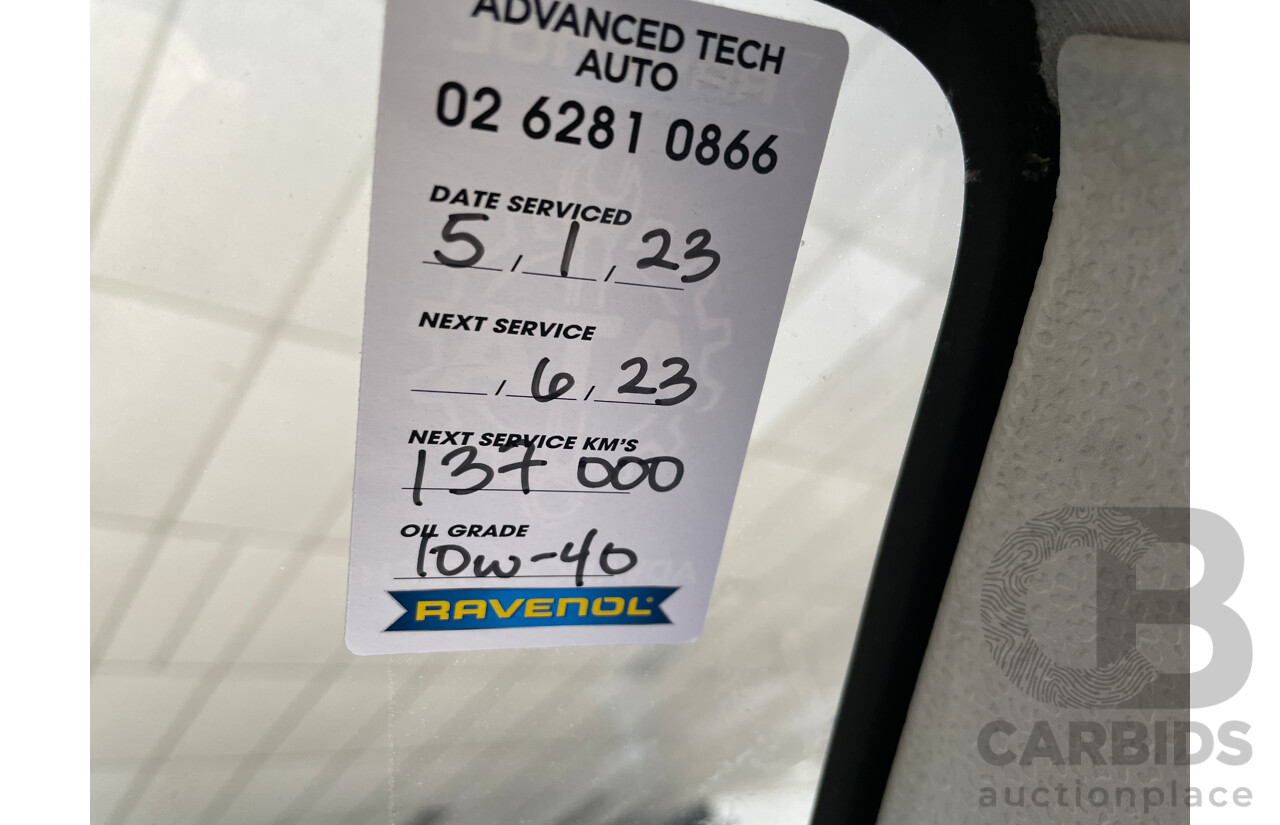 ADVANCED TECH
AUTO
02 6281 0866
DATE SERVICED
5 / 1 / 23
NEXT SERVICE
/ 6 / 23
NEXT SERVICE KM'S
137 000
OIL GRADE
10w-40
RAVENOL
CB
CARBIDS
auctionplace